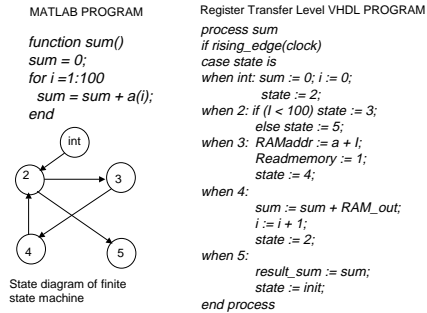 MATLAB PROGRAM
function sum()
sum = 0;
for i =1:100
sum = sum + a(i);
end
int
2
3
4
5
State diagram of finite
state machine
Register Transfer Level VHDL PROGRAM
process sum
if rising_edge(clock)
case state is
when int: sum := 0; i := 0;
state := 2;
when 2: if (I < 100) state := 3;
else state := 5;
when 3: RAMaddr := a + I;
Readmemory := 1;
state := 4;
when 4:
sum := sum + RAM_out;
i := i + 1;
state := 2;
when 5:
result_sum := sum;
state := init;
end process